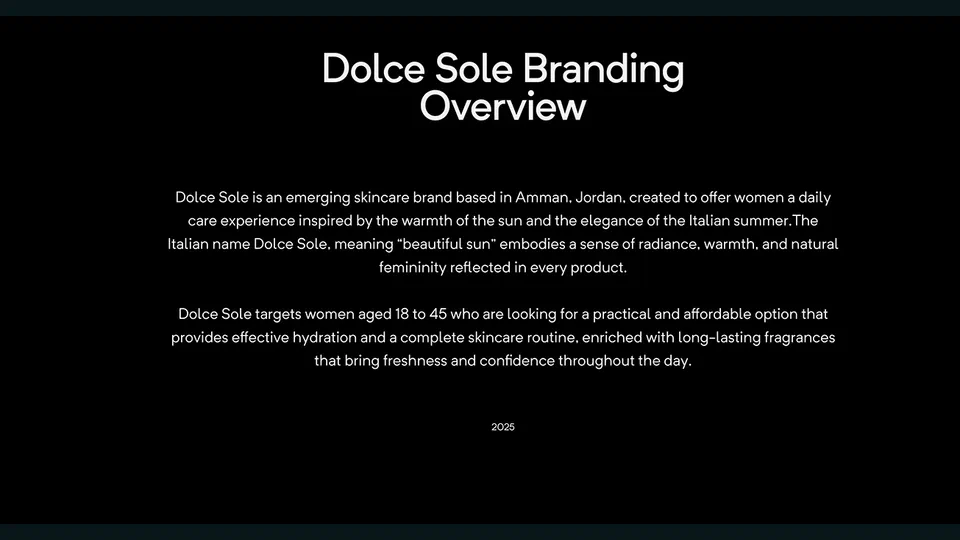 Dolce Sole Branding
Overview
Dolce Sole is an emerging skincare brand based in Amman, Jordan, created to offer women a daily
care experience inspired by the warmth of the sun and the elegance of the Italian summer.The
Italian name Dolce Sole, meaning “beautiful sun” embodies a sense of radiance, warmth, and natural
femininity reflected in every product.
Dolce Sole targets women aged 18 to 45 who are looking for a practical and affordable option that
provides effective hydration and a complete skincare routine, enriched with long-lasting fragrances
that bring freshness and confidence throughout the day.
2025